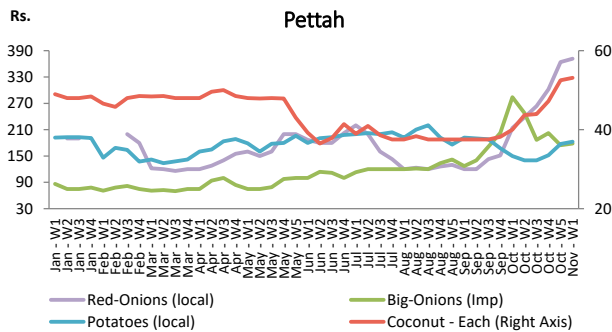 Rs.
Pettah
390
330
270
210
150
90
30
60
40
20
Jan - W1
Jan - W2
Jan - W3
Jan - W4
Feb - W1
Feb - W2
Feb - W3
Feb - W4
Mar - W1
Mar - W2
Mar - W3
Mar - W4
Apr - W1
Apr - W2
Apr - W3
Apr - W4
May - W1
May - W2
May - W3
May - W4
May - W5
Jun - W1
Jun - W2
Jun - W3
Jun - W4
Jul - W1
Jul - W2
Jul - W3
Jul - W4
Aug - W1
Aug - W2
Aug - W3
Aug - W4
Aug - W5
Sep - W1
Sep - W2
Sep - W3
Sep - W4
Oct - W1
Oct - W2
Oct - W3
Oct - W4
Oct - W5
Nov - W1
Red-Onions (local)
Big-Onions (Imp)
Potatoes (local)
Coconut - Each (Right Axis)